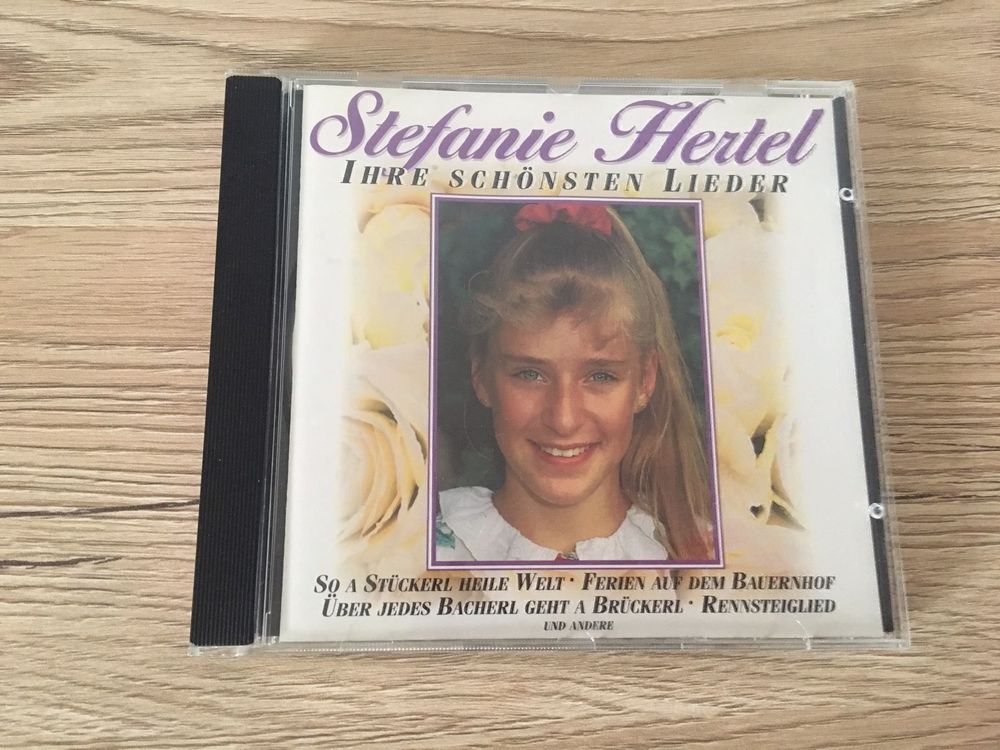 Stefanie Hertel
IHRE SCHÖNSTEN LIEDER
SO A STÜCKERL HEILE WELT · FERIEN AUF DEM BAUERNHOF
ÜBER JEDES BACHERL GEHT A BRÜCKERL · RENNSTEIGLIED
UND ANDERE